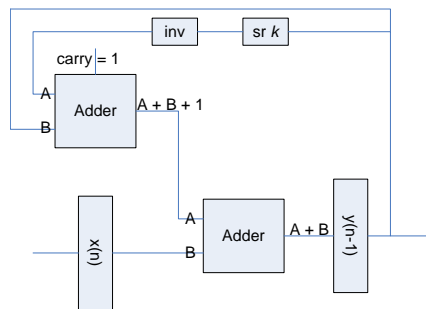 inv
sr k
carry = 1
A
Adder
A + B + 1
B
A
Adder
A + B
B
x(n)
y(n-1)